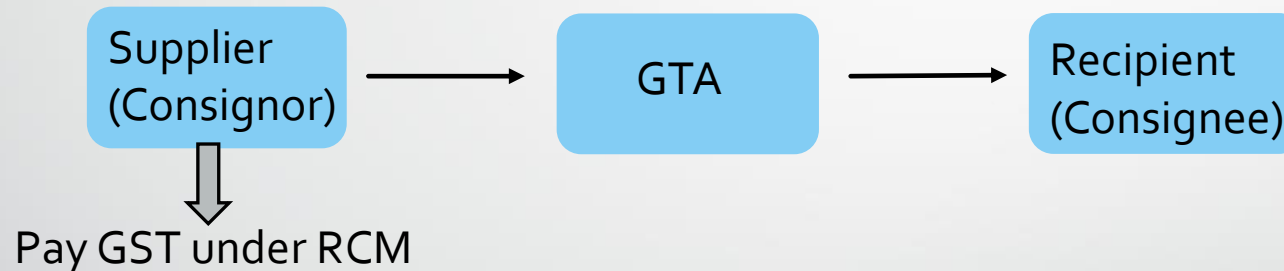 Supplier
(Consignor)
GTA
Recipient
(Consignee)
Pay GST under RCM